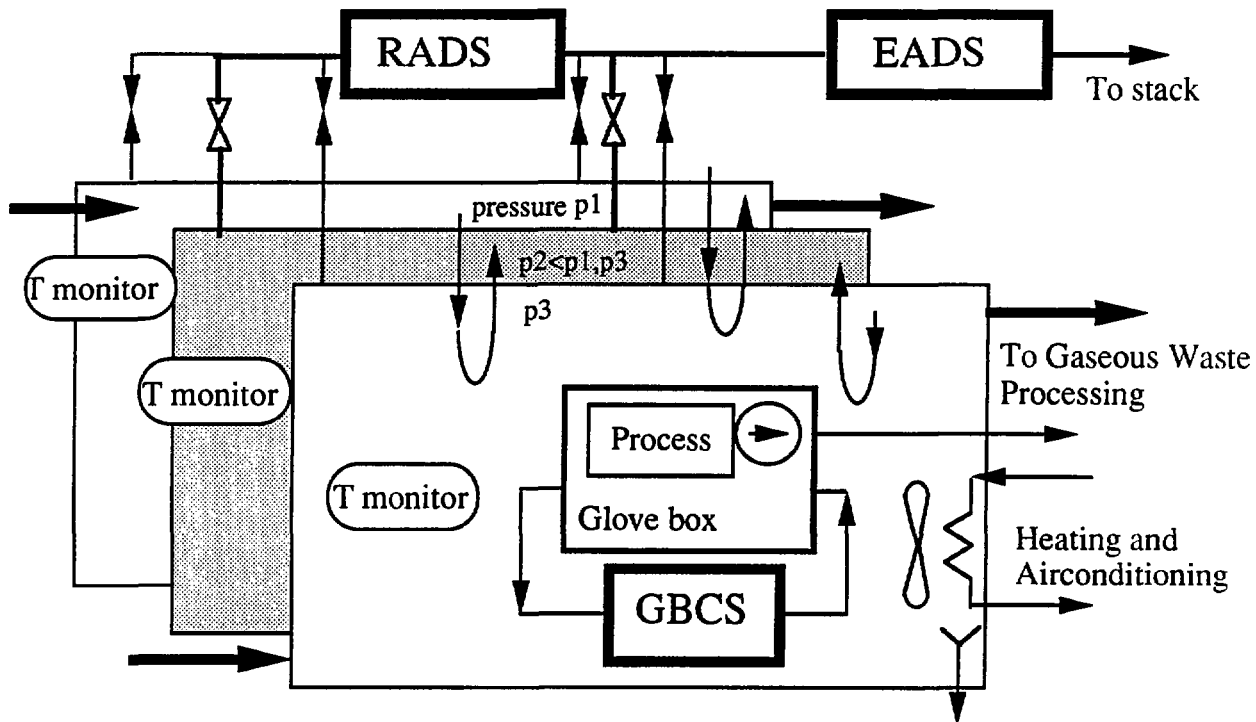 RADS
EADS
To stack
pressure p1
p2<p1,p3
T monitor
p3
To Gaseous Waste
Processing
T monitor
Process
T monitor
Glove box
Heating and
Airconditioning
GBCS